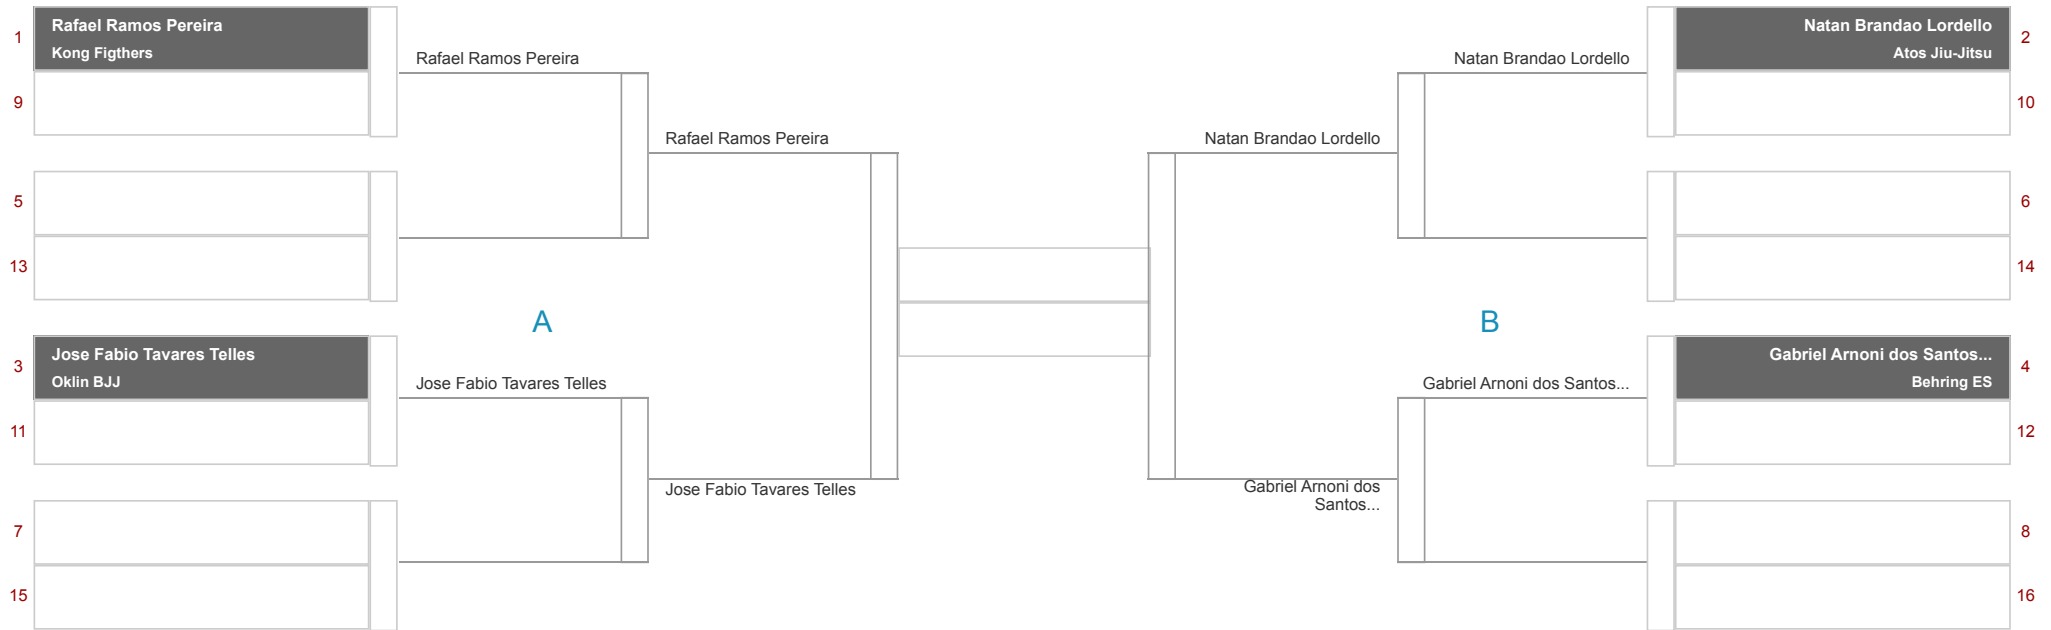 1
Rafael Ramos Pereira
Kong Figthers
9
5
13
3
Jose Fabio Tavares Telles
Oklin BJJ
11
7
15
Rafael Ramos Pereira
Jose Fabio Tavares Telles
A
Rafael Ramos Pereira
Jose Fabio Tavares Telles
Natan Brandao Lordello
Gabriel Arnoni dos
Santos...
B
Natan Brandao Lordello
Gabriel Arnoni dos Santos...
Natan Brandao Lordello
Atos Jiu-Jitsu
2
10
6
14
Gabriel Arnoni dos Santos...
Behring ES
4
12
8
16